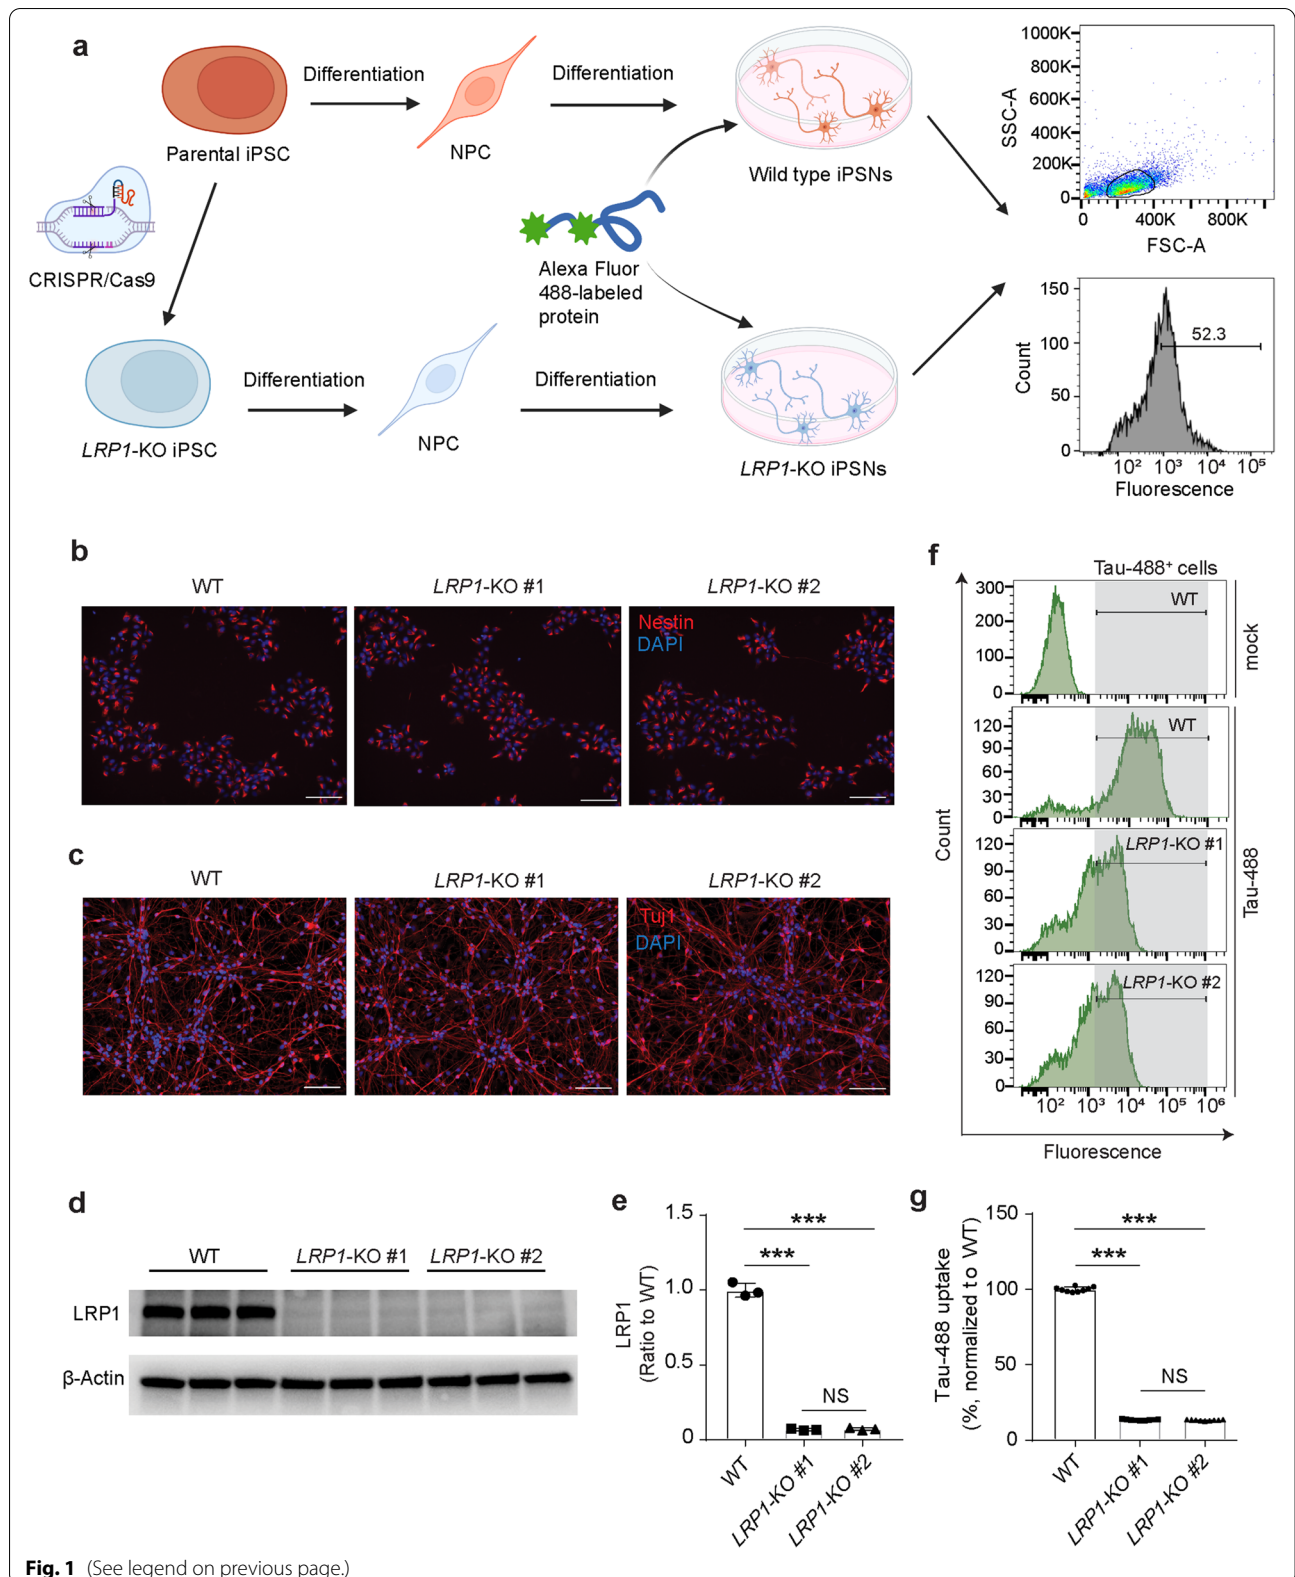 a
Parental iPSC
Differentiation
NPC
Differentiation
Wild type iPSNs
CRISPR/Cas9
Alexa Fluor
488-labeled
protein
LRP1-KO iPSC
Differentiation
NPC
Differentiation
LRP1-KO iPSNs
SSC-A
1000K
800K
600K
400K
200K
0
0 400K 800K
FSC-A
Count
150
100
50
0
52.3
10² 10³ 10⁴ 10⁵
Fluorescence
b
WT LRP1-KO #1 LRP1-KO #2
Nestin
DAPI
c
WT LRP1-KO #1 LRP1-KO #2
Tuj1
DAPI
f
Tau-488⁺ cells
Count
300
200
100
0
WT
mock
120
90
60
30
0
WT
120
90
60
30
0
LRP1-KO #1
Tau-488
120
90
60
30
0
LRP1-KO #2
10² 10³ 10⁴ 10⁵ 10⁶
Fluorescence
d
WT LRP1-KO #1 LRP1-KO #2
LRP1
β-Actin
e
LRP1
(Ratio to WT)
1.5
1.0
0.5
0
***
***
NS
WT LRP1-KO #1 LRP1-KO #2
g
Tau-488 uptake
(%, normalized to WT)
150
100
50
0
***
***
NS
WT LRP1-KO #1 LRP1-KO #2
Fig. 1 (See legend on previous page.)